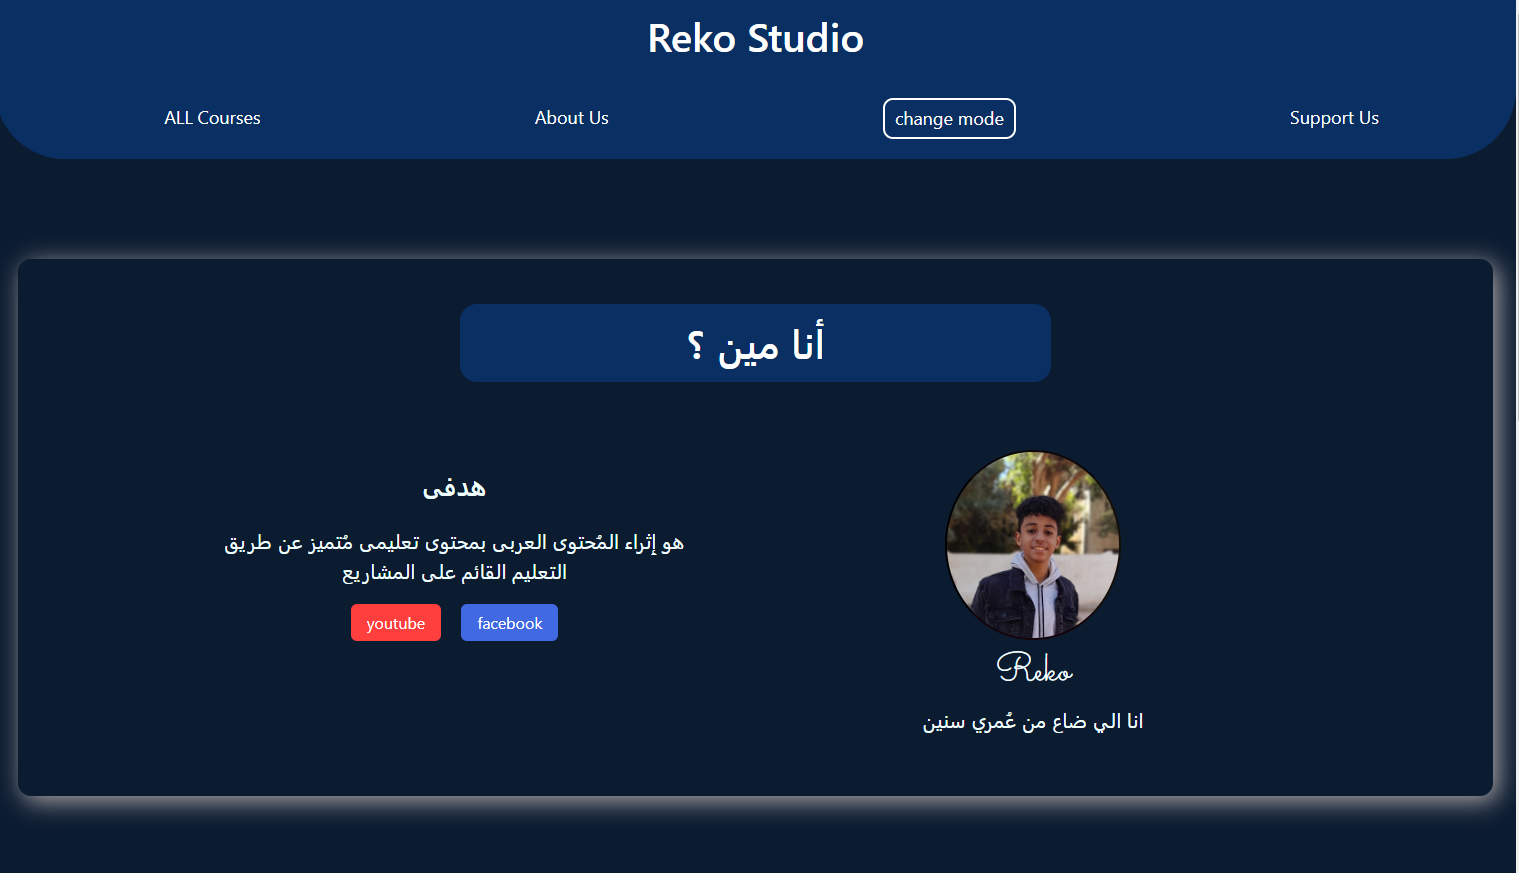 Reko Studio
ALL Courses
About Us
change mode
Support Us
أنا مين ؟
هدفى
هو إثراء المُحتوى العربى بمحتوى تعليمى مُتميز عن طريق
التعليم القائم على المشاريع
youtube
facebook
Reko
انا الي ضاع من عُمري سنين